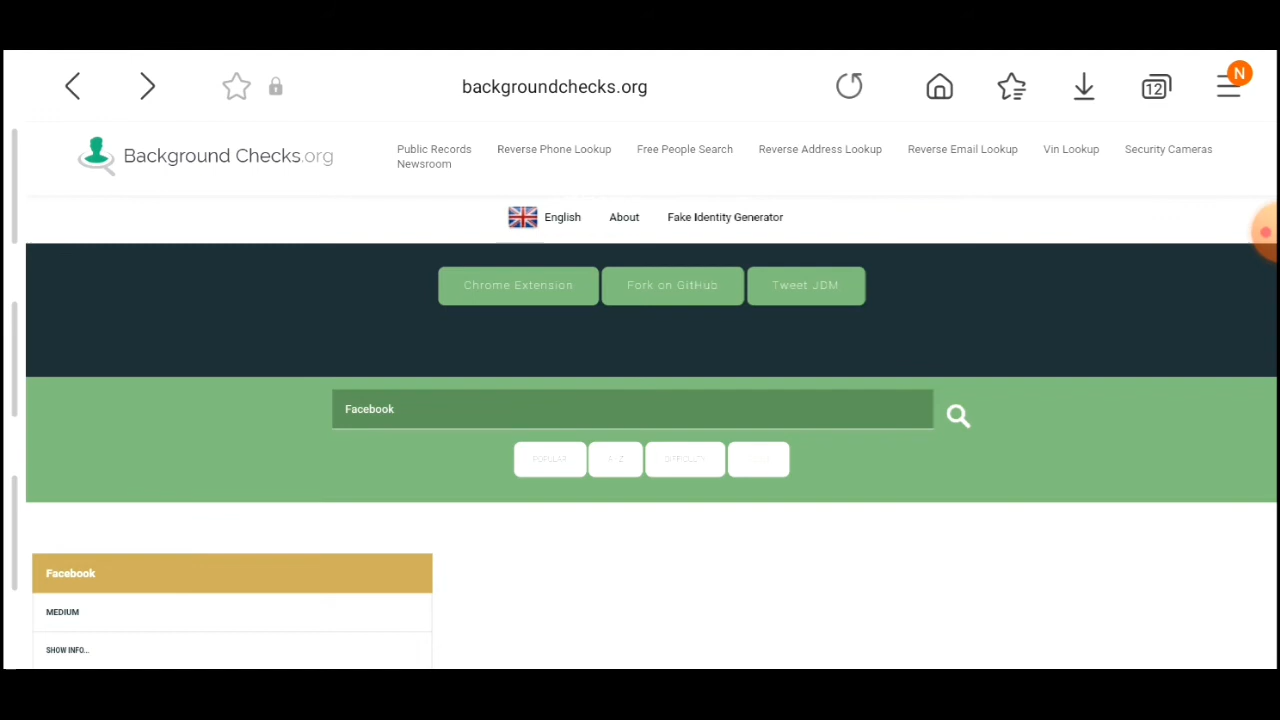 backgroundchecks.org
12
N
Background Checks.org
Public Records
Reverse Phone Lookup
Free People Search
Reverse Address Lookup
Reverse Email Lookup
Vin Lookup
Security Cameras
Newsroom
English
About
Fake Identity Generator
Chrome Extension
Fork on GitHub
Tweet JDM
Facebook
POPULAR
A-Z
DIFFICULTY
Facebook
MEDIUM
SHOW INFO...